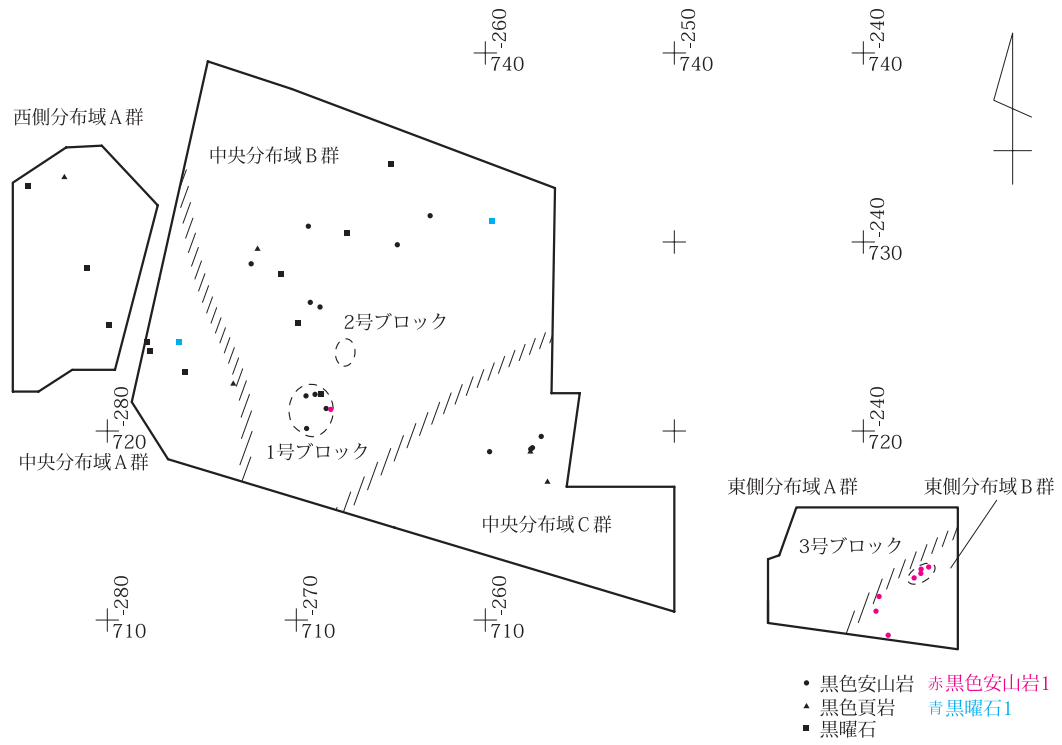 -260
740
-250
740
-240
740
西側分布域A群
中央分布域B群
-240
730
2号ブロック
-280
720
1号ブロック
中央分布域A群
-240
720
中央分布域C群
東側分布域A群
東側分布域B群
3号ブロック
-280
710
-270
710
-260
710
黒色安山岩
赤黒色安山岩1
黒色頁岩
青黒曜石1
黒曜石